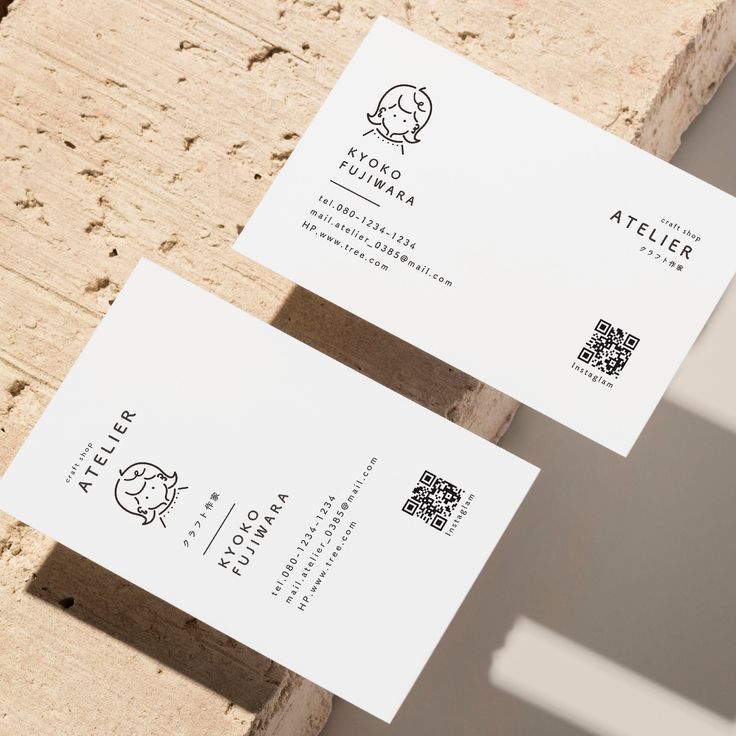 KYOKO
FUJIWARA
tel.080-1234-1234
mail.atelier_0385@mail.com
HP.www.tree.com
craft shop
ATELIER
クラフト作家
Instaglam
craft shop
ATELIER
クラフト作家
KYOKO
FUJIWARA
tel.080-1234-1234
mail.atelier_0385@mail.com
HP.www.tree.com
Instaglam